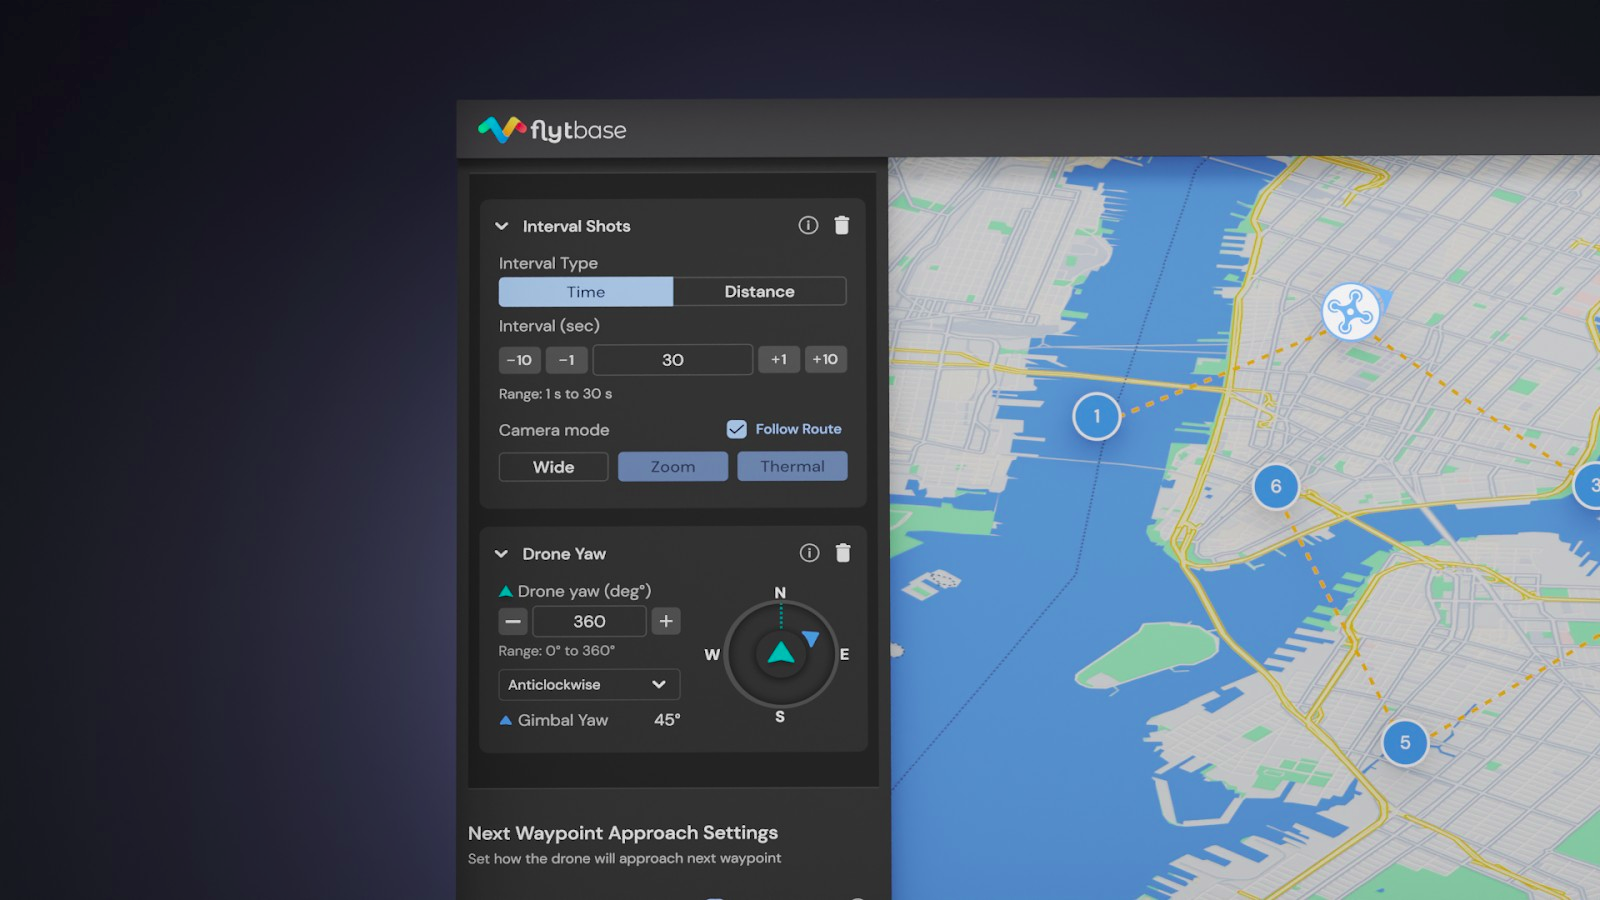 flytbase
Interval Shots
Interval Type
Time Distance
Interval (sec)
−10 −1 30 +1 +10
Range: 1 s to 30 s
Camera mode Follow Route
Wide Zoom Thermal
Drone Yaw
Drone yaw (deg°)
− 360 +
Range: 0° to 360°
Anticlockwise
Gimbal Yaw 45°
N
W E
S
Next Waypoint Approach Settings
Set how the drone will approach next waypoint
1
6
3
5